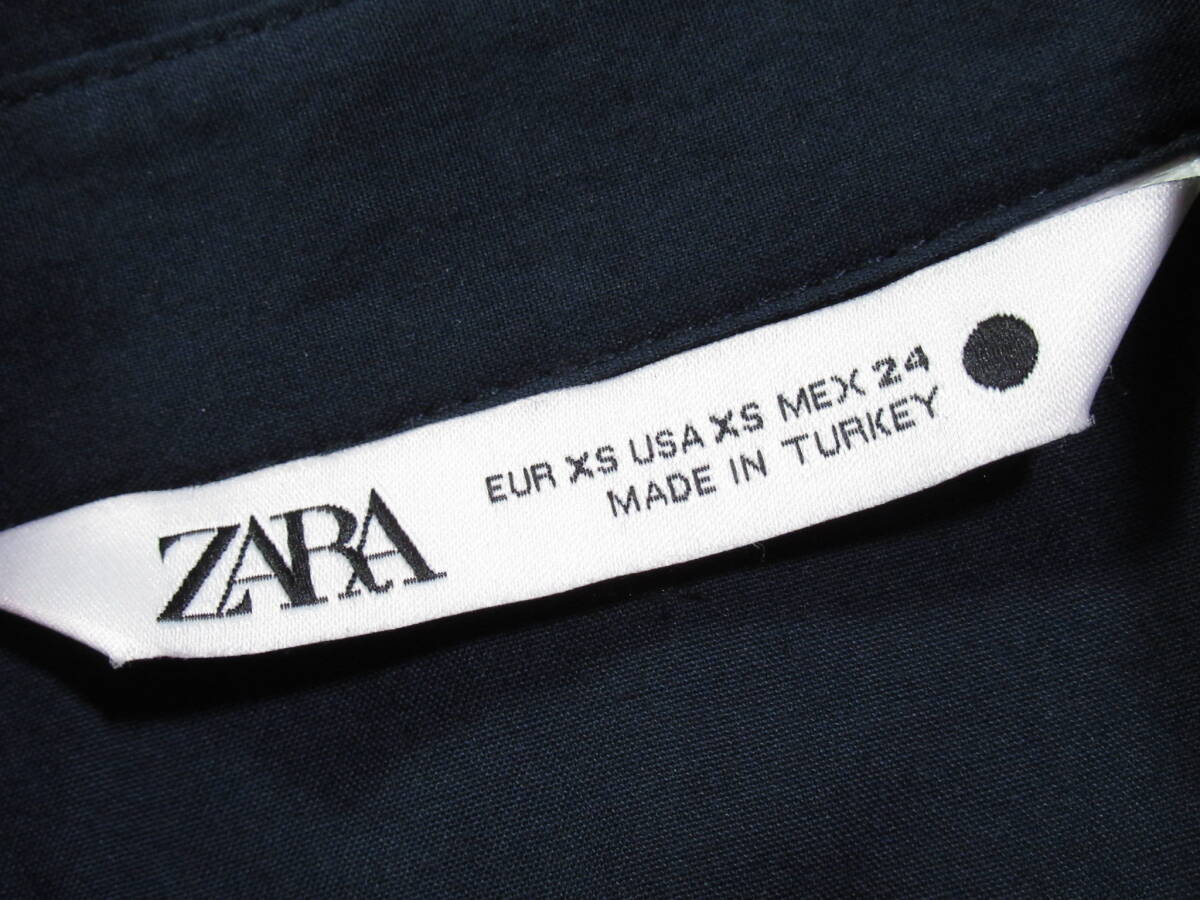 ZARA
EUR XS USA XS MEX 24
MADE IN TURKEY